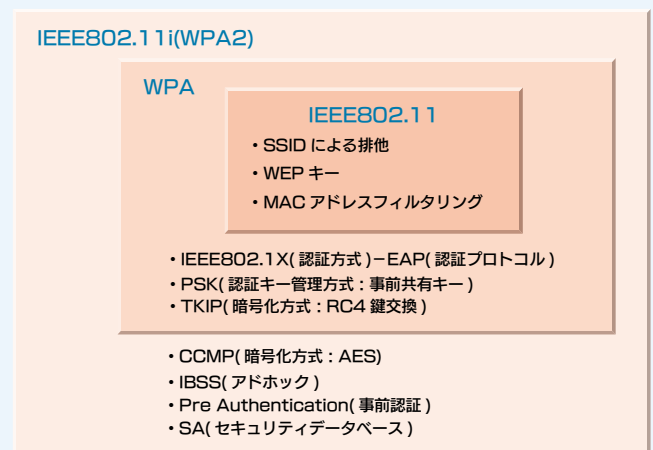 IEEE802.11i(WPA2)
WPA
IEEE802.11
・SSID による排他
・WEP キー
・MAC アドレスフィルタリング
・IEEE802.1X( 認証方式 )−EAP( 認証プロトコル )
・PSK( 認証キー管理方式 : 事前共有キー )
・TKIP( 暗号化方式 : RC4 鍵交換 )
・CCMP( 暗号化方式 : AES)
・IBSS( アドホック )
・Pre Authentication( 事前認証 )
・SA( セキュリティデータベース )